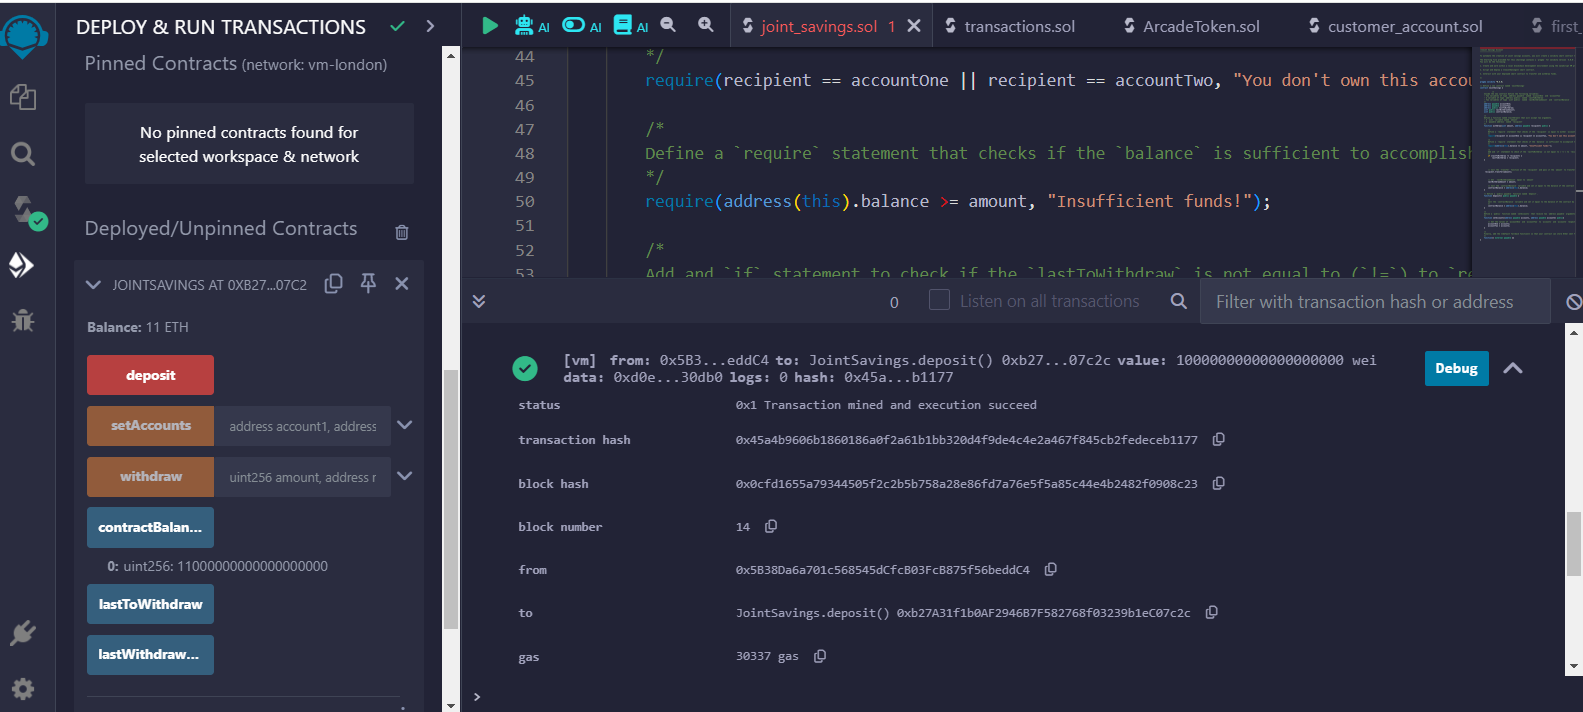 DEPLOY & RUN TRANSACTIONS
Pinned Contracts (network: vm-london)
No pinned contracts found for
selected workspace & network
Deployed/Unpinned Contracts
JOINTSAVINGS AT 0XB27...07C2
Balance: 11 ETH
deposit
setAccounts address account1, address
withdraw uint256 amount, address r
contractBalan...
0: uint256: 11000000000000000000
lastToWithdraw
lastWithdraw...
AI AI AI
joint_savings.sol 1
transactions.sol
ArcadeToken.sol
customer_account.sol
first_
44 */
45 require(recipient == accountOne || recipient == accountTwo, "You don't own this accou
46
47 /*
48 Define a `require` statement that checks if the `balance` is sufficient to accomplish
49 */
50 require(address(this).balance >= amount, "Insufficient funds!");
51
52 /*
53 Add and `if` statement to check if the `lastToWithdraw` is not equal to (`!=`) to `re
0 Listen on all transactions Filter with transaction hash or address
[vm] from: 0x5B3...eddC4 to: JointSavings.deposit() 0xb27...07c2c value: 10000000000000000000 wei
data: 0xd0e...30db0 logs: 0 hash: 0x45a...b1177
Debug
status 0x1 Transaction mined and execution succeed
transaction hash 0x45a4b9606b1860186a0f2a61b1bb320d4f9de4c4e2a467f845cb2fedeceb1177
block hash 0x0cfd1655a79344505f2c2b5b758a28e86fd7a76e5f5a85c44e4b2482f0908c23
block number 14
from 0x5B38Da6a701c568545dCfcB03FcB875f56beddC4
to JointSavings.deposit() 0xb27A31f1b0AF2946B7F582768f03239b1eC07c2c
gas 30337 gas
>